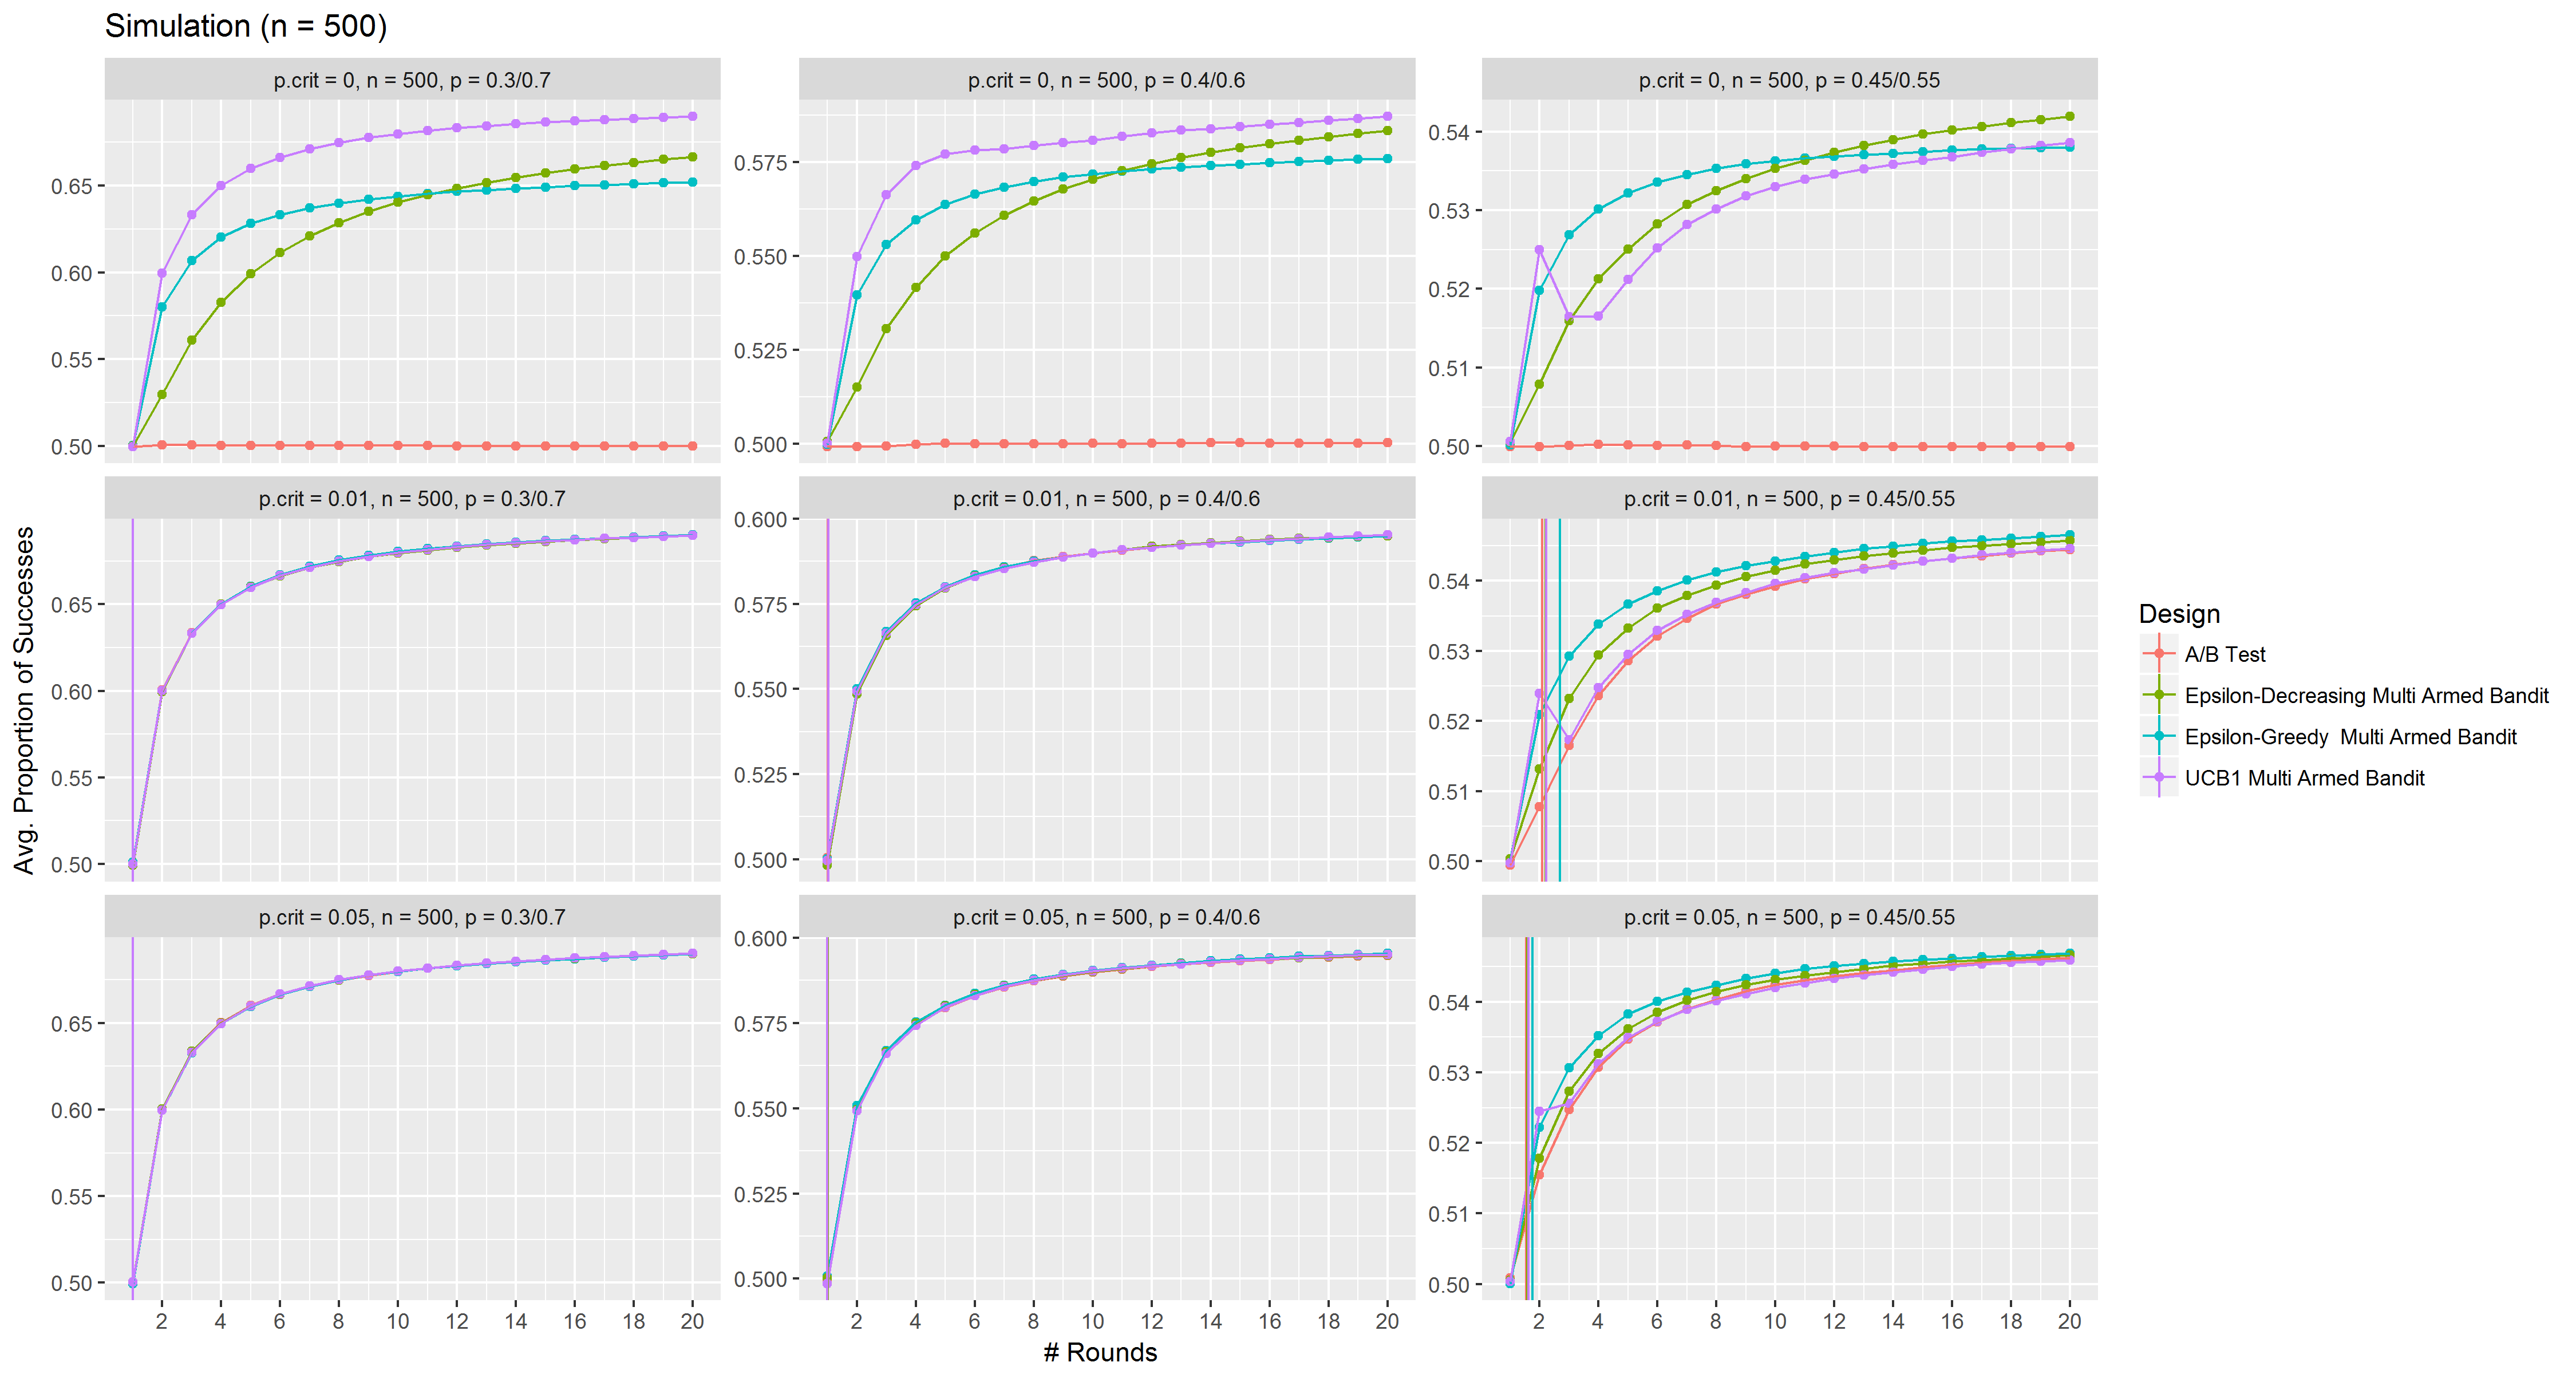 Simulation (n = 500)
p.crit = 0, n = 500, p = 0.3/0.7
p.crit = 0, n = 500, p = 0.4/0.6
p.crit = 0, n = 500, p = 0.45/0.55
0.65
0.60
0.55
0.50
0.575
0.550
0.525
0.500
0.54
0.53
0.52
0.51
0.50
p.crit = 0.01, n = 500, p = 0.3/0.7
p.crit = 0.01, n = 500, p = 0.4/0.6
p.crit = 0.01, n = 500, p = 0.45/0.55
0.65
0.60
0.55
0.50
0.600
0.575
0.550
0.525
0.500
0.54
0.53
0.52
0.51
0.50
p.crit = 0.05, n = 500, p = 0.3/0.7
p.crit = 0.05, n = 500, p = 0.4/0.6
p.crit = 0.05, n = 500, p = 0.45/0.55
0.65
0.60
0.55
0.50
0.600
0.575
0.550
0.525
0.500
0.54
0.53
0.52
0.51
0.50
2 4 6 8 10 12 14 16 18 20
2 4 6 8 10 12 14 16 18 20
2 4 6 8 10 12 14 16 18 20
# Rounds
Avg. Proportion of Successes
Design
A/B Test
Epsilon-Decreasing Multi Armed Bandit
Epsilon-Greedy  Multi Armed Bandit
UCB1 Multi Armed Bandit